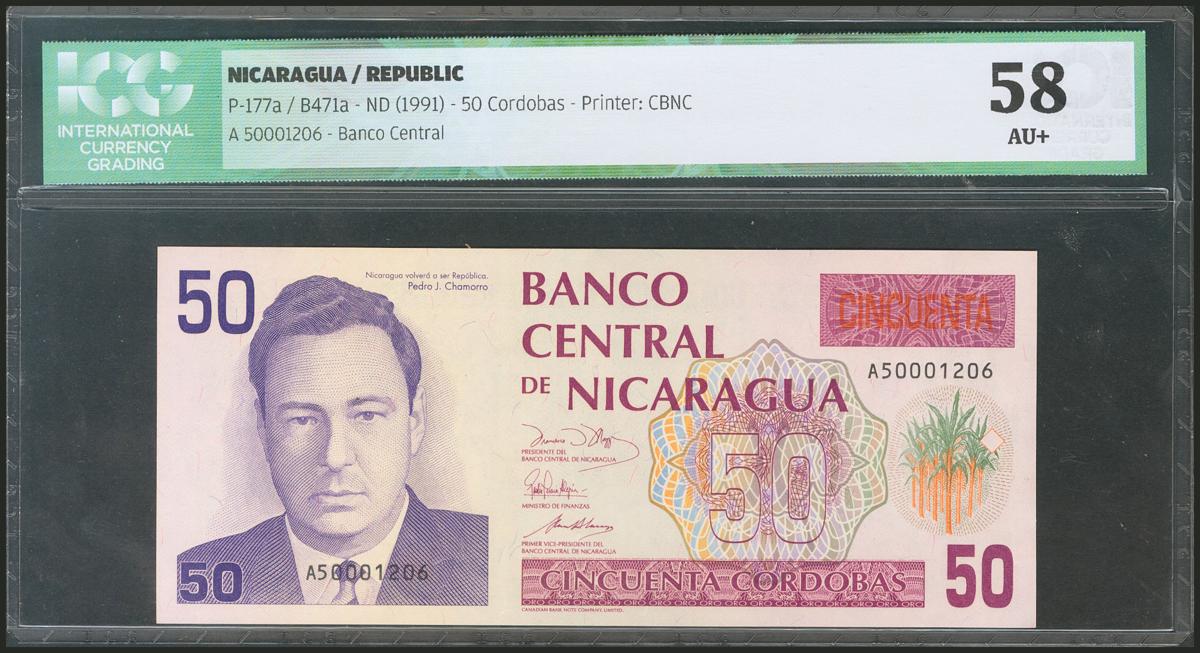 ICG
INTERNATIONAL
CURRENCY
GRADING
NICARAGUA / REPUBLIC
P-177a / B471a - ND (1991) - 50 Cordobas - Printer: CBNC
A 50001206 - Banco Central
58
AU+
50
Nicaragua volverá a ser República.
Pedro J. Chamorro
BANCO
CENTRAL
DE NICARAGUA
CINCUENTA
A50001206
PRESIDENTE DEL
BANCO CENTRAL DE NICARAGUA
MINISTRO DE FINANZAS
PRIMER VICE-PRESIDENTE DEL
BANCO CENTRAL DE NICARAGUA
50
50
A50001206
CINCUENTA CORDOBAS
50
CANADIAN BANK NOTE COMPANY, LIMITED.